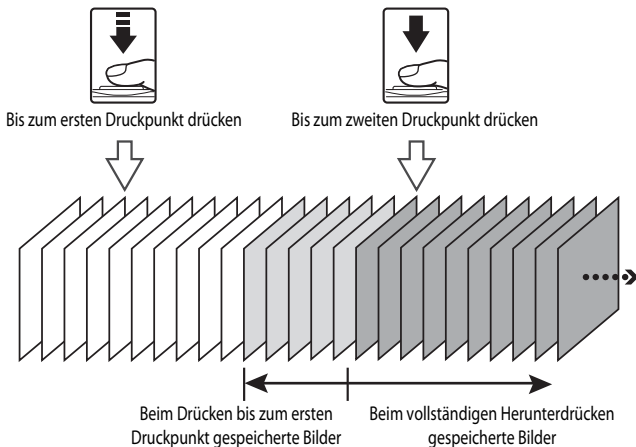 Bis zum ersten Druckpunkt drücken
Bis zum zweiten Druckpunkt drücken
Beim Drücken bis zum ersten
Druckpunkt gespeicherte Bilder
Beim vollständigen Herunterdrücken
gespeicherte Bilder